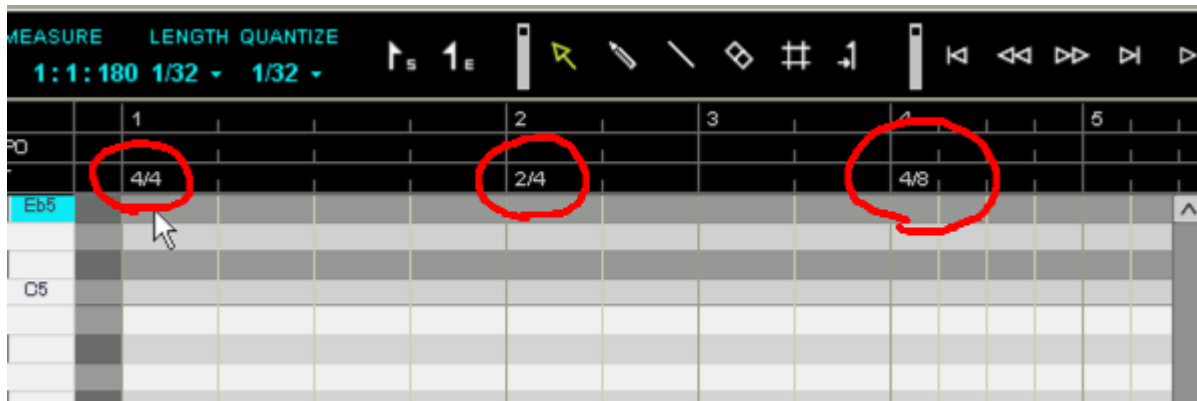 MEASURE LENGTH QUANTIZE
1:1:180 1/32 1/32
S E
1 2 3 4 5
PO
4/4 2/4 4/8
Eb5
C5